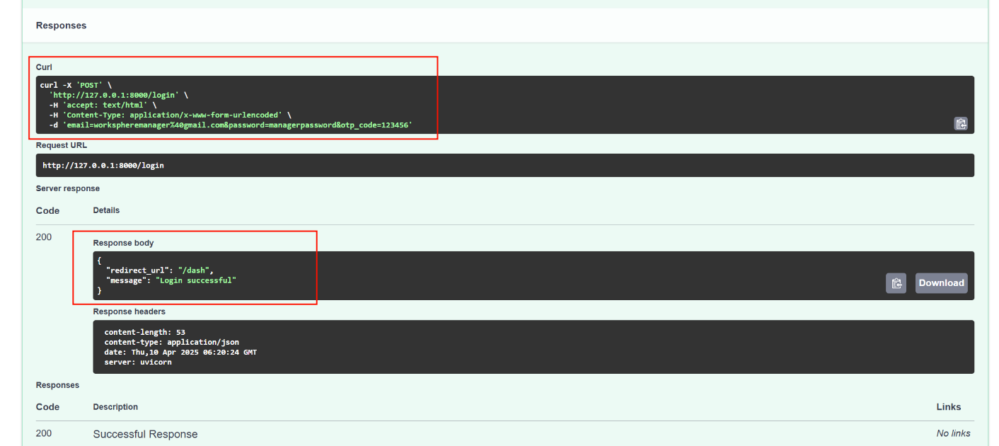 Responses
Curl
curl -X 'POST' \
  'http://127.0.0.1:8000/login' \
  -H 'accept: text/html' \
  -H 'Content-Type: application/x-www-form-urlencoded' \
  -d 'email=workspheremanager%40gmail.com&password=managerpassword&otp_code=123456'
Request URL
http://127.0.0.1:8000/login
Server response
Code Details
200
Response body
{
  "redirect_url": "/dash",
  "message": "Login successful"
}
Download
Response headers
content-length: 53
content-type: application/json
date: Thu,10 Apr 2025 06:20:24 GMT
server: uvicorn
Responses
Code Description Links
200 Successful Response No links